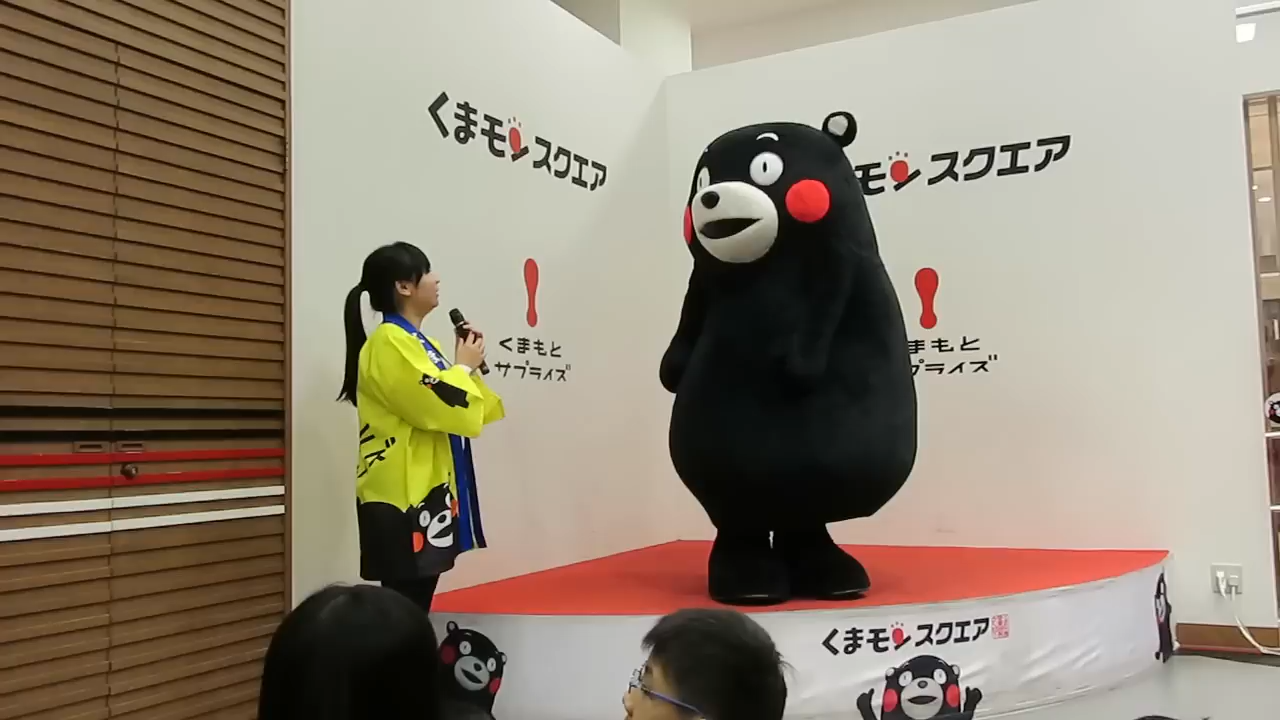 くまモンスクエア
くまもと
サプライズ
モンスクエア
まもと
プライズ
くまモンスクエア